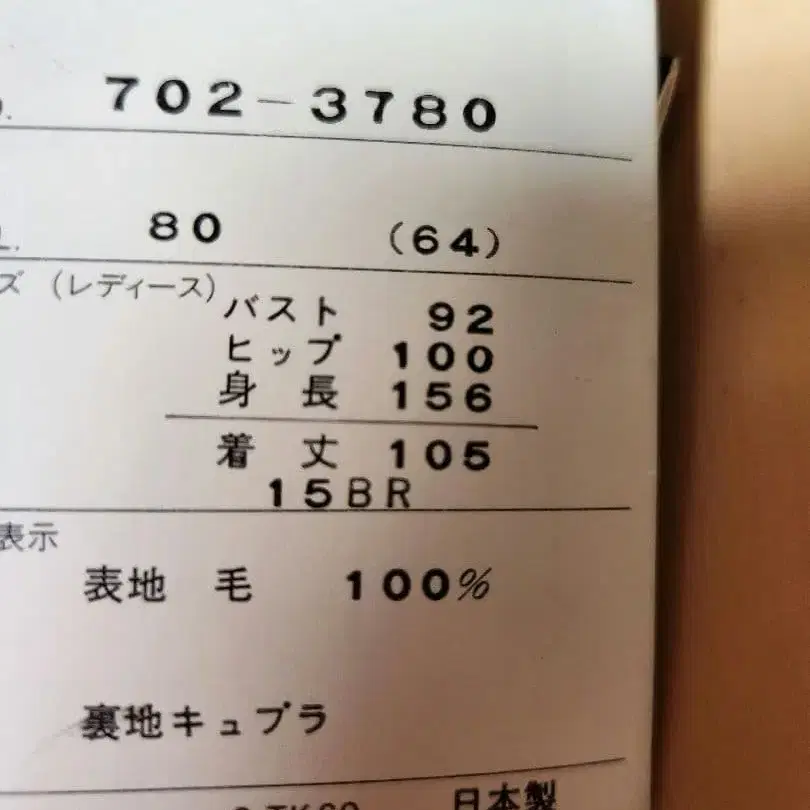 702-3780
80 (64)
ズ (レディース)
バスト 92
ヒップ 100
身長 156
着丈 105
15BR
表示
表地 毛 100%
裏地キュプラ
日本製